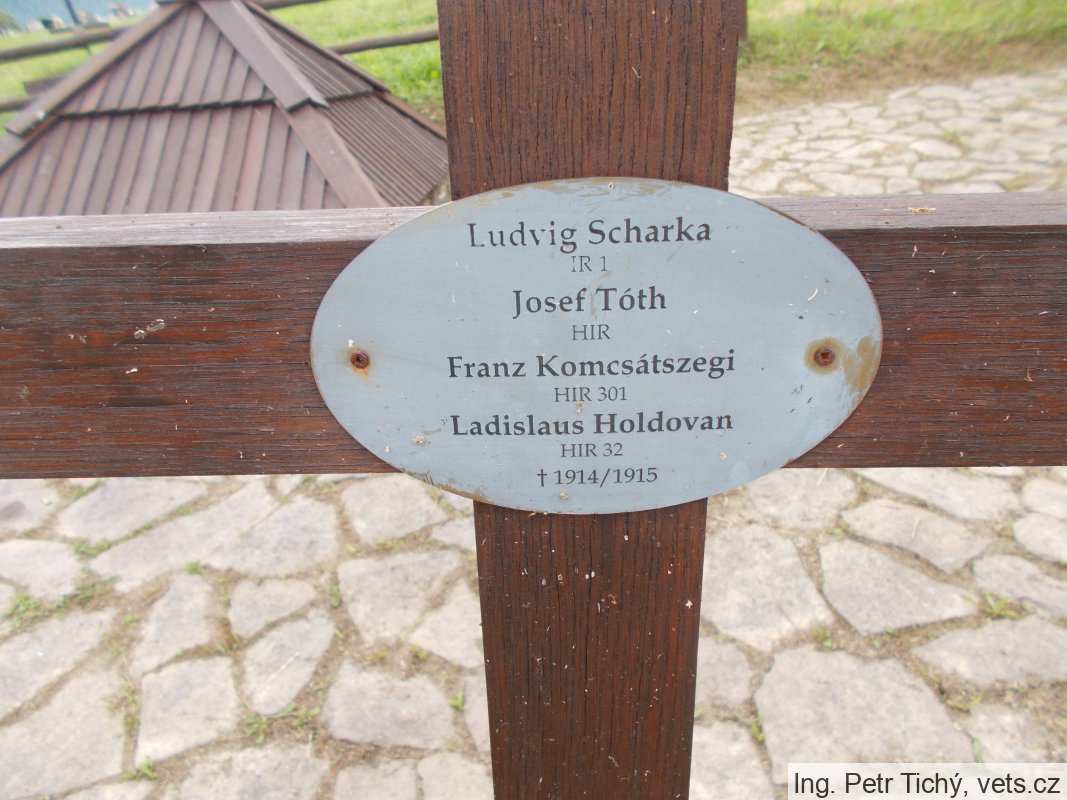 Ludvig Scharka
IR 1
Josef Tóth
HIR
Franz Komcsátszegi
HIR 301
Ladislaus Holdovan
HIR 32
† 1914/1915
Ing. Petr Tichý, vets.cz